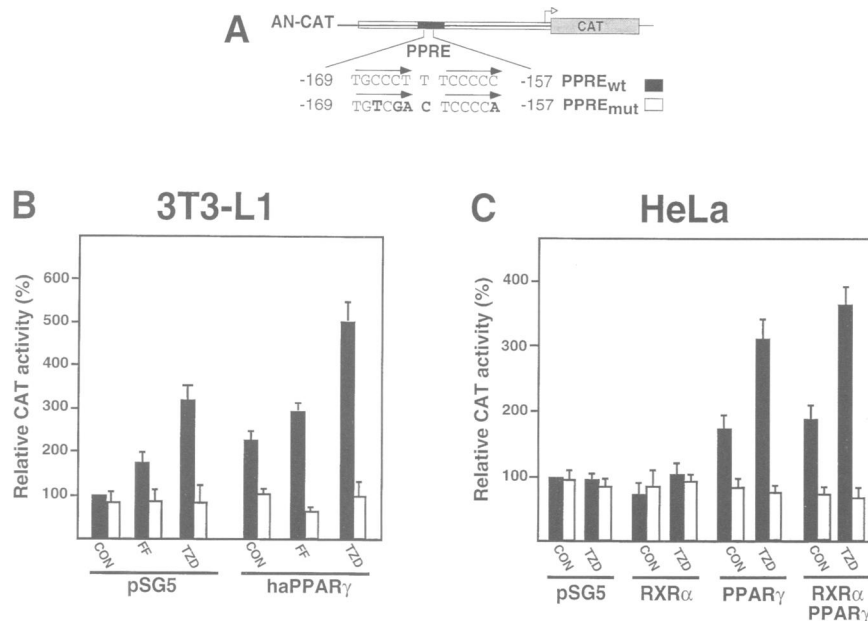 A
AN-CAT
CAT
PPRE
-169 TGCCCT T TCCCCC -157 PPREwt
-169 TGTCGA C TCCCCA -157 PPREmut
B 3T3-L1
Relative CAT activity (%)
600
500
400
300
200
100
CON FF TZD CON FF TZD
pSG5 haPPARγ
C HeLa
Relative CAT activity (%)
400
300
200
100
CON TZD CON TZD CON TZD CON TZD
pSG5 RXRα PPARγ RXRα
PPARγ